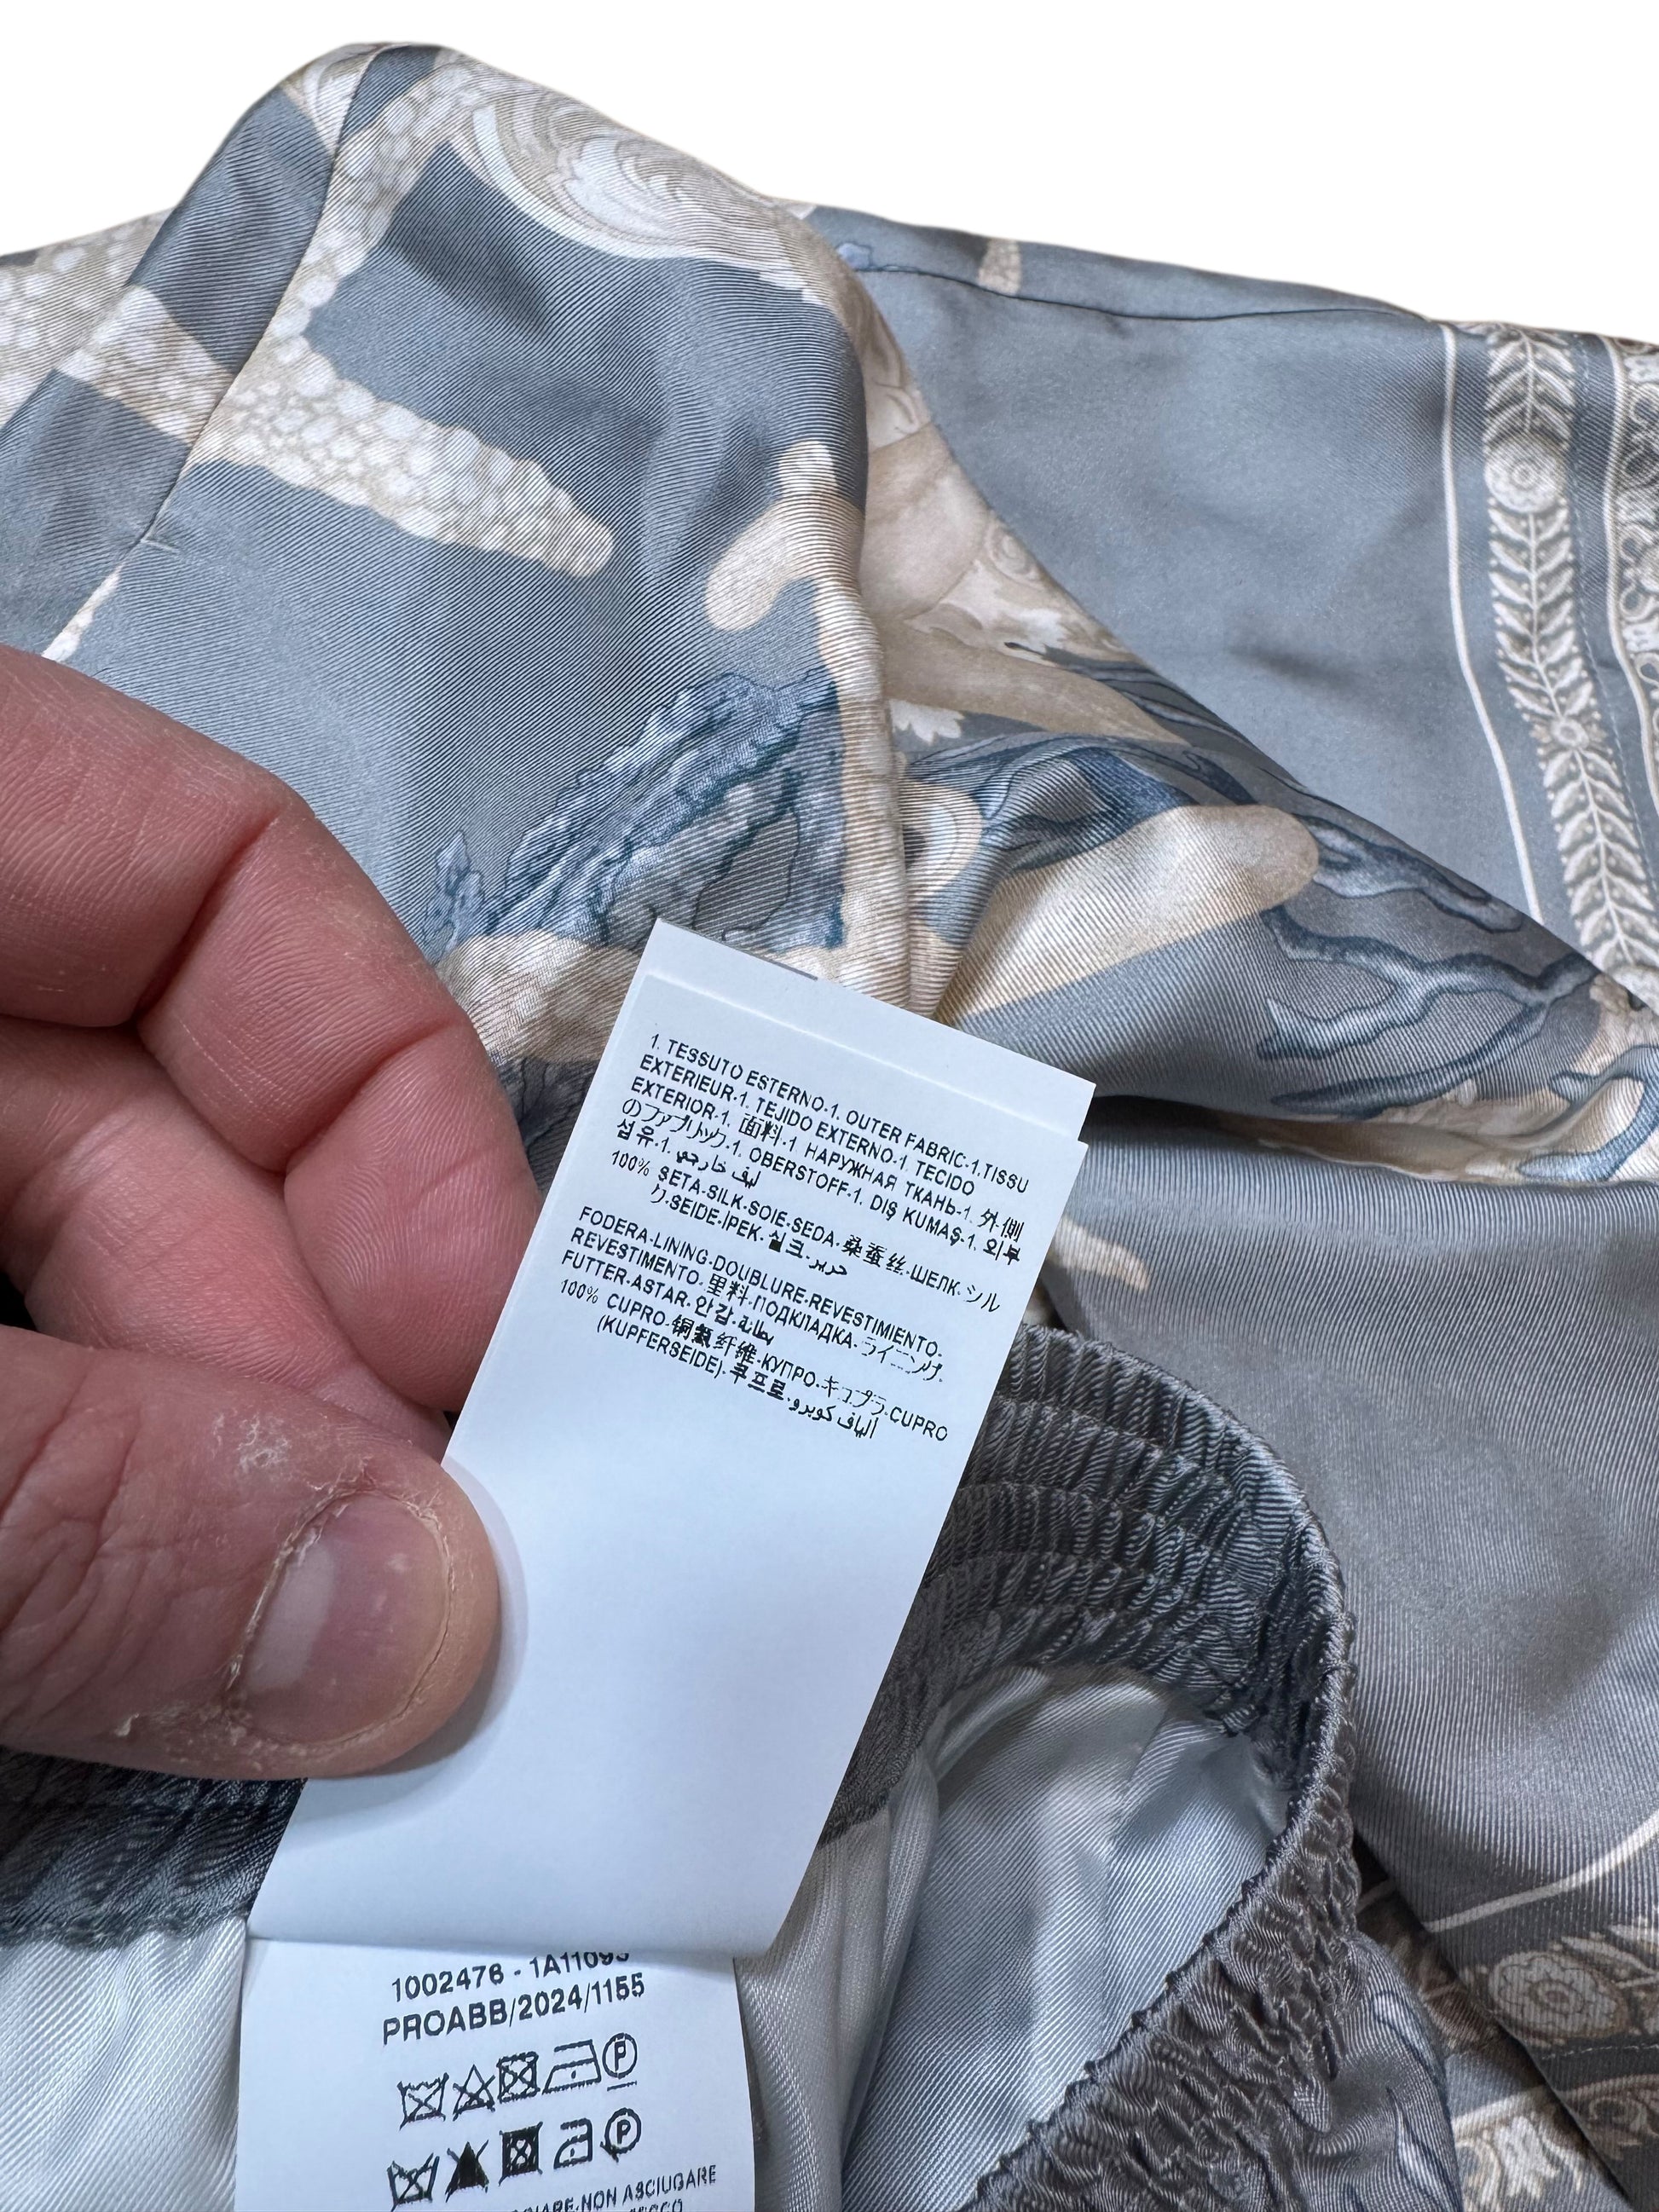 1. TESSUTO ESTERNO-1. OUTER FABRIC-1.TISSU
EXTERIEUR-1. TEJIDO EXTERNO-1. TECIDO
EXTERIOR-1. 面料-1 НАРУЖНАЯ ТКАНЬ-1. 外側
のファブリック-1. OBERSTOFF-1. DIŞ KUMAŞ-1. 외부
섬유-1. ليف خارجي
100% SETA-SILK-SOIE-SEDA-桑蚕丝-ШЕЛК-シル
ク-SEIDE-İPEK-실크-حرير
FODERA-LINING-DOUBLURE-REVESTIMIENTO-
REVESTIMENTO-里料-ПОДКЛАДКА-ライニング-
FUTTER-ASTAR-안감-بطانة
100% CUPRO-铜氨纤维-КУПРО-キュプラ-CUPRO
(KUPFERSEIDE)-쿠프로-الياف كوبرو
1002476 - 1A11095
PROABB/2024/1155
P
P
NON ASCIUGARE